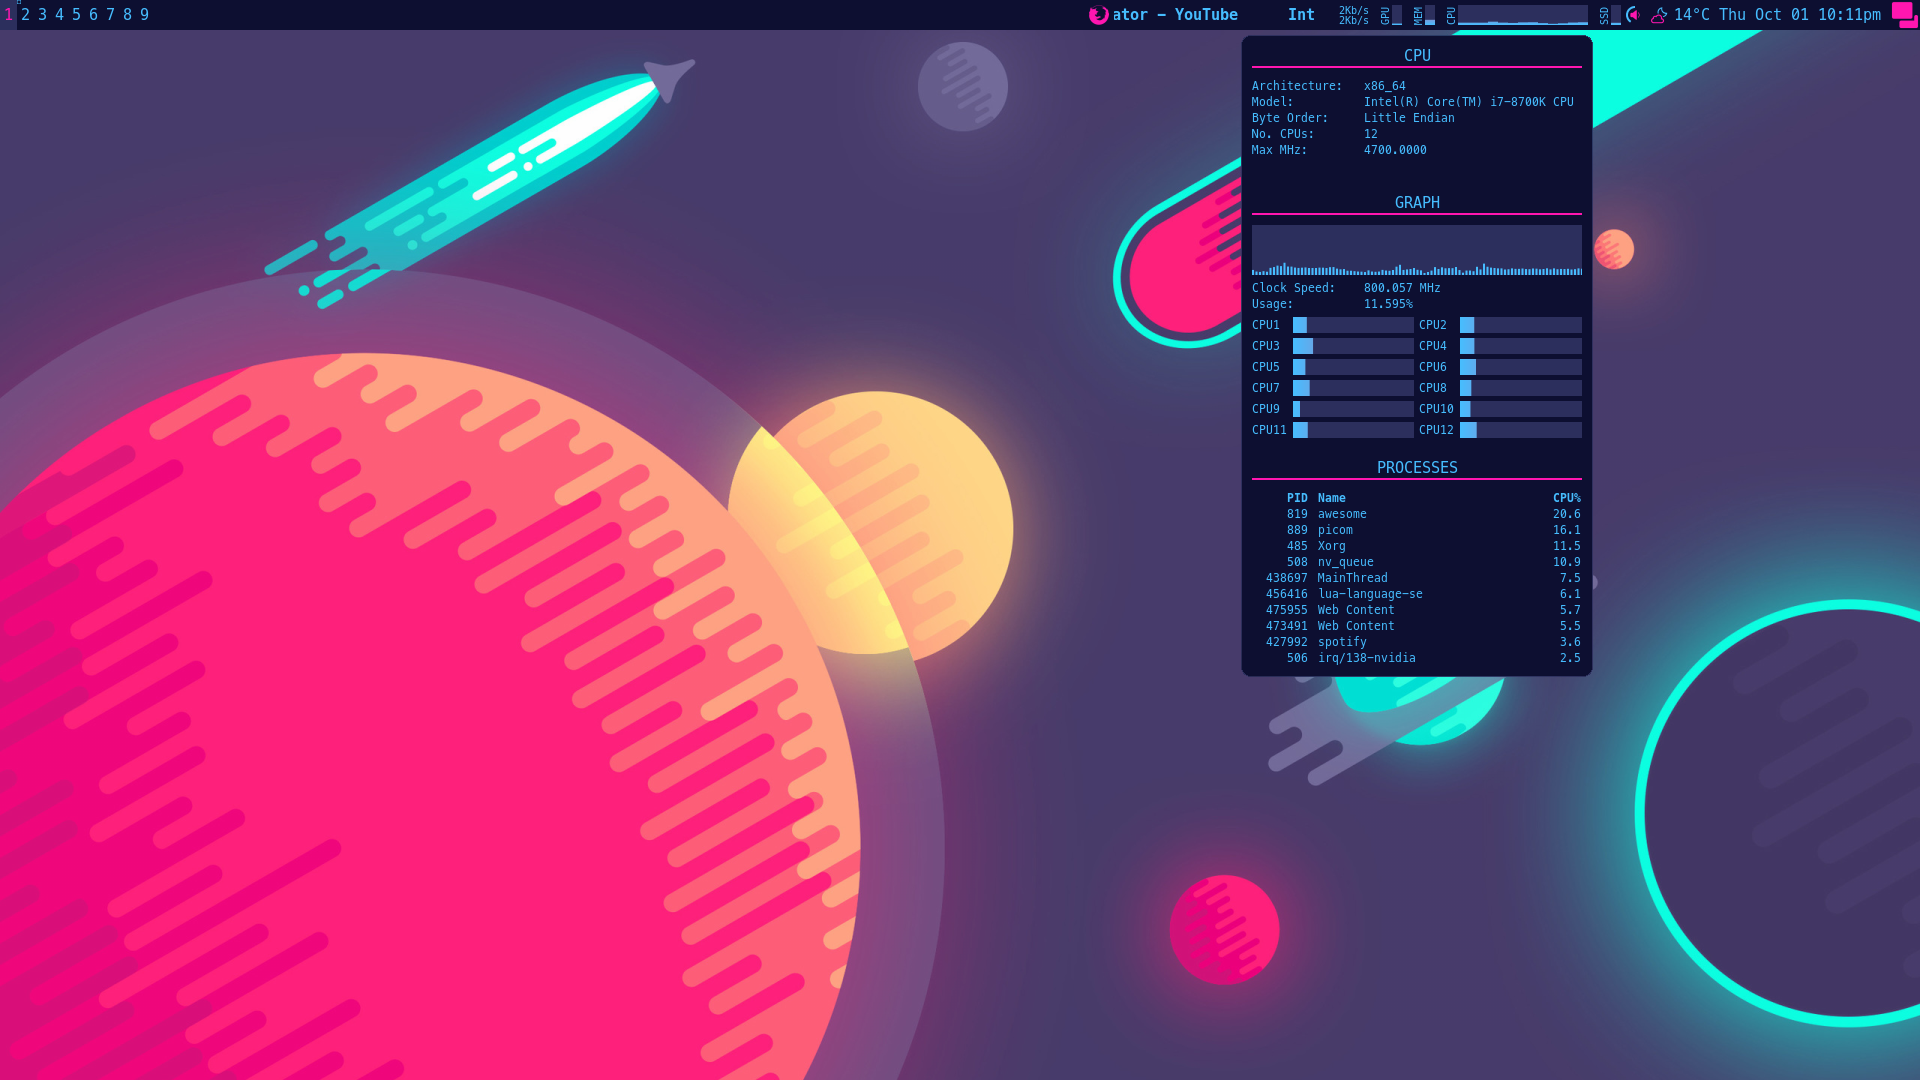 1 2 3 4 5 6 7 8 9
ator – YouTube
Int
2Kb/s
2Kb/s
GPU
MEM
CPU
SSD
14°C Thu Oct 01 10:11pm
CPU
Architecture: x86_64
Model: Intel(R) Core(TM) i7-8700K CPU
Byte Order: Little Endian
No. CPUs: 12
Max MHz: 4700.0000
GRAPH
Clock Speed: 800.057 MHz
Usage: 11.595%
CPU1 CPU2
CPU3 CPU4
CPU5 CPU6
CPU7 CPU8
CPU9 CPU10
CPU11 CPU12
PROCESSES
PID Name CPU%
819 awesome 20.6
889 picom 16.1
485 Xorg 11.5
508 nv_queue 10.9
438697 MainThread 7.5
456416 lua-language-se 6.1
475955 Web Content 5.7
473491 Web Content 5.5
427992 spotify 3.6
506 irq/138-nvidia 2.5